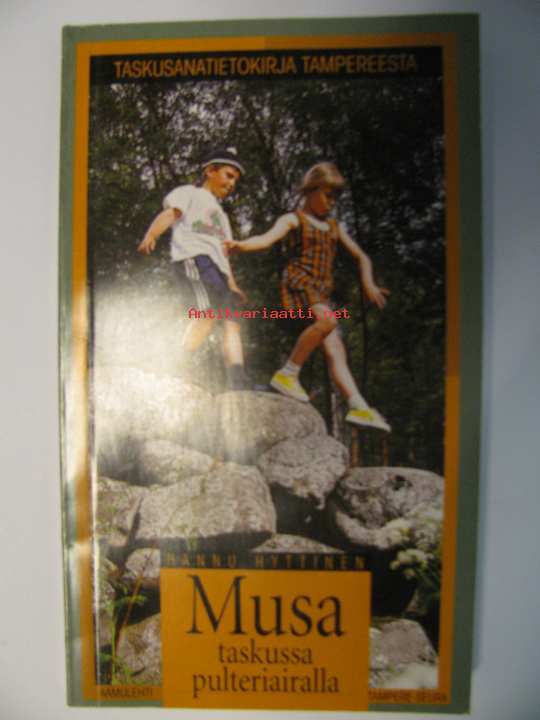 TASKUSANATIETOKIRJA TAMPEREESTA
Antikvariaatti.net
HANNU HYTTINEN
Musa
taskussa
pulteriairalla
AAMULEHTI
TAMPERE-SEURA